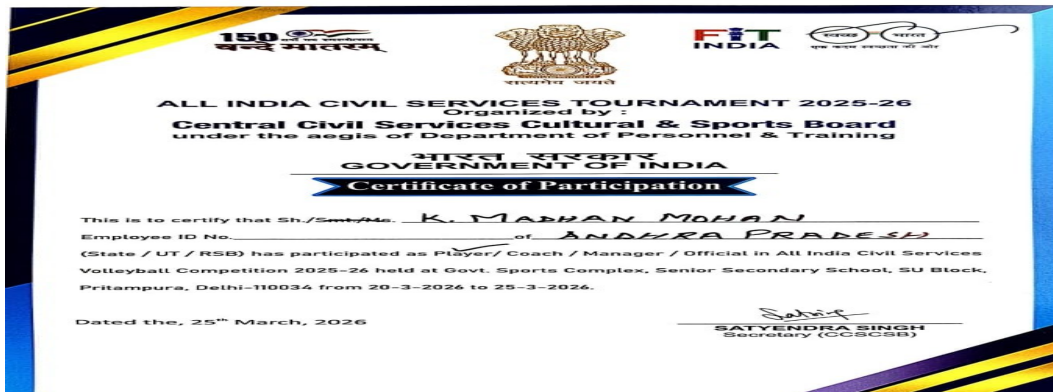 150
वन्दे मातरम्
सत्यमेव जयते
FIT
INDIA
स्वच्छ भारत
एक कदम स्वच्छता की ओर
ALL INDIA CIVIL SERVICES TOURNAMENT 2025-26
Organized by :
Central Civil Services Cultural & Sports Board
under the aegis of Department of Personnel & Training
भारत सरकार
GOVERNMENT OF INDIA
Certificate of Participation
This is to certify that Sh./Smt./Ms. K. MADHAN MOHAN
Employee ID No. of ANDHRA PRADESH
(State / UT / RSB) has participated as Player/ Coach / Manager / Official in All India Civil Services
Volleyball Competition 2025-26 held at Govt. Sports Complex, Senior Secondary School, SU Block,
Pritampura, Delhi-110034 from 20-3-2026 to 25-3-2026.
Dated the, 25th March, 2026
SATYENDRA SINGH
Secretary (CCSCSB)